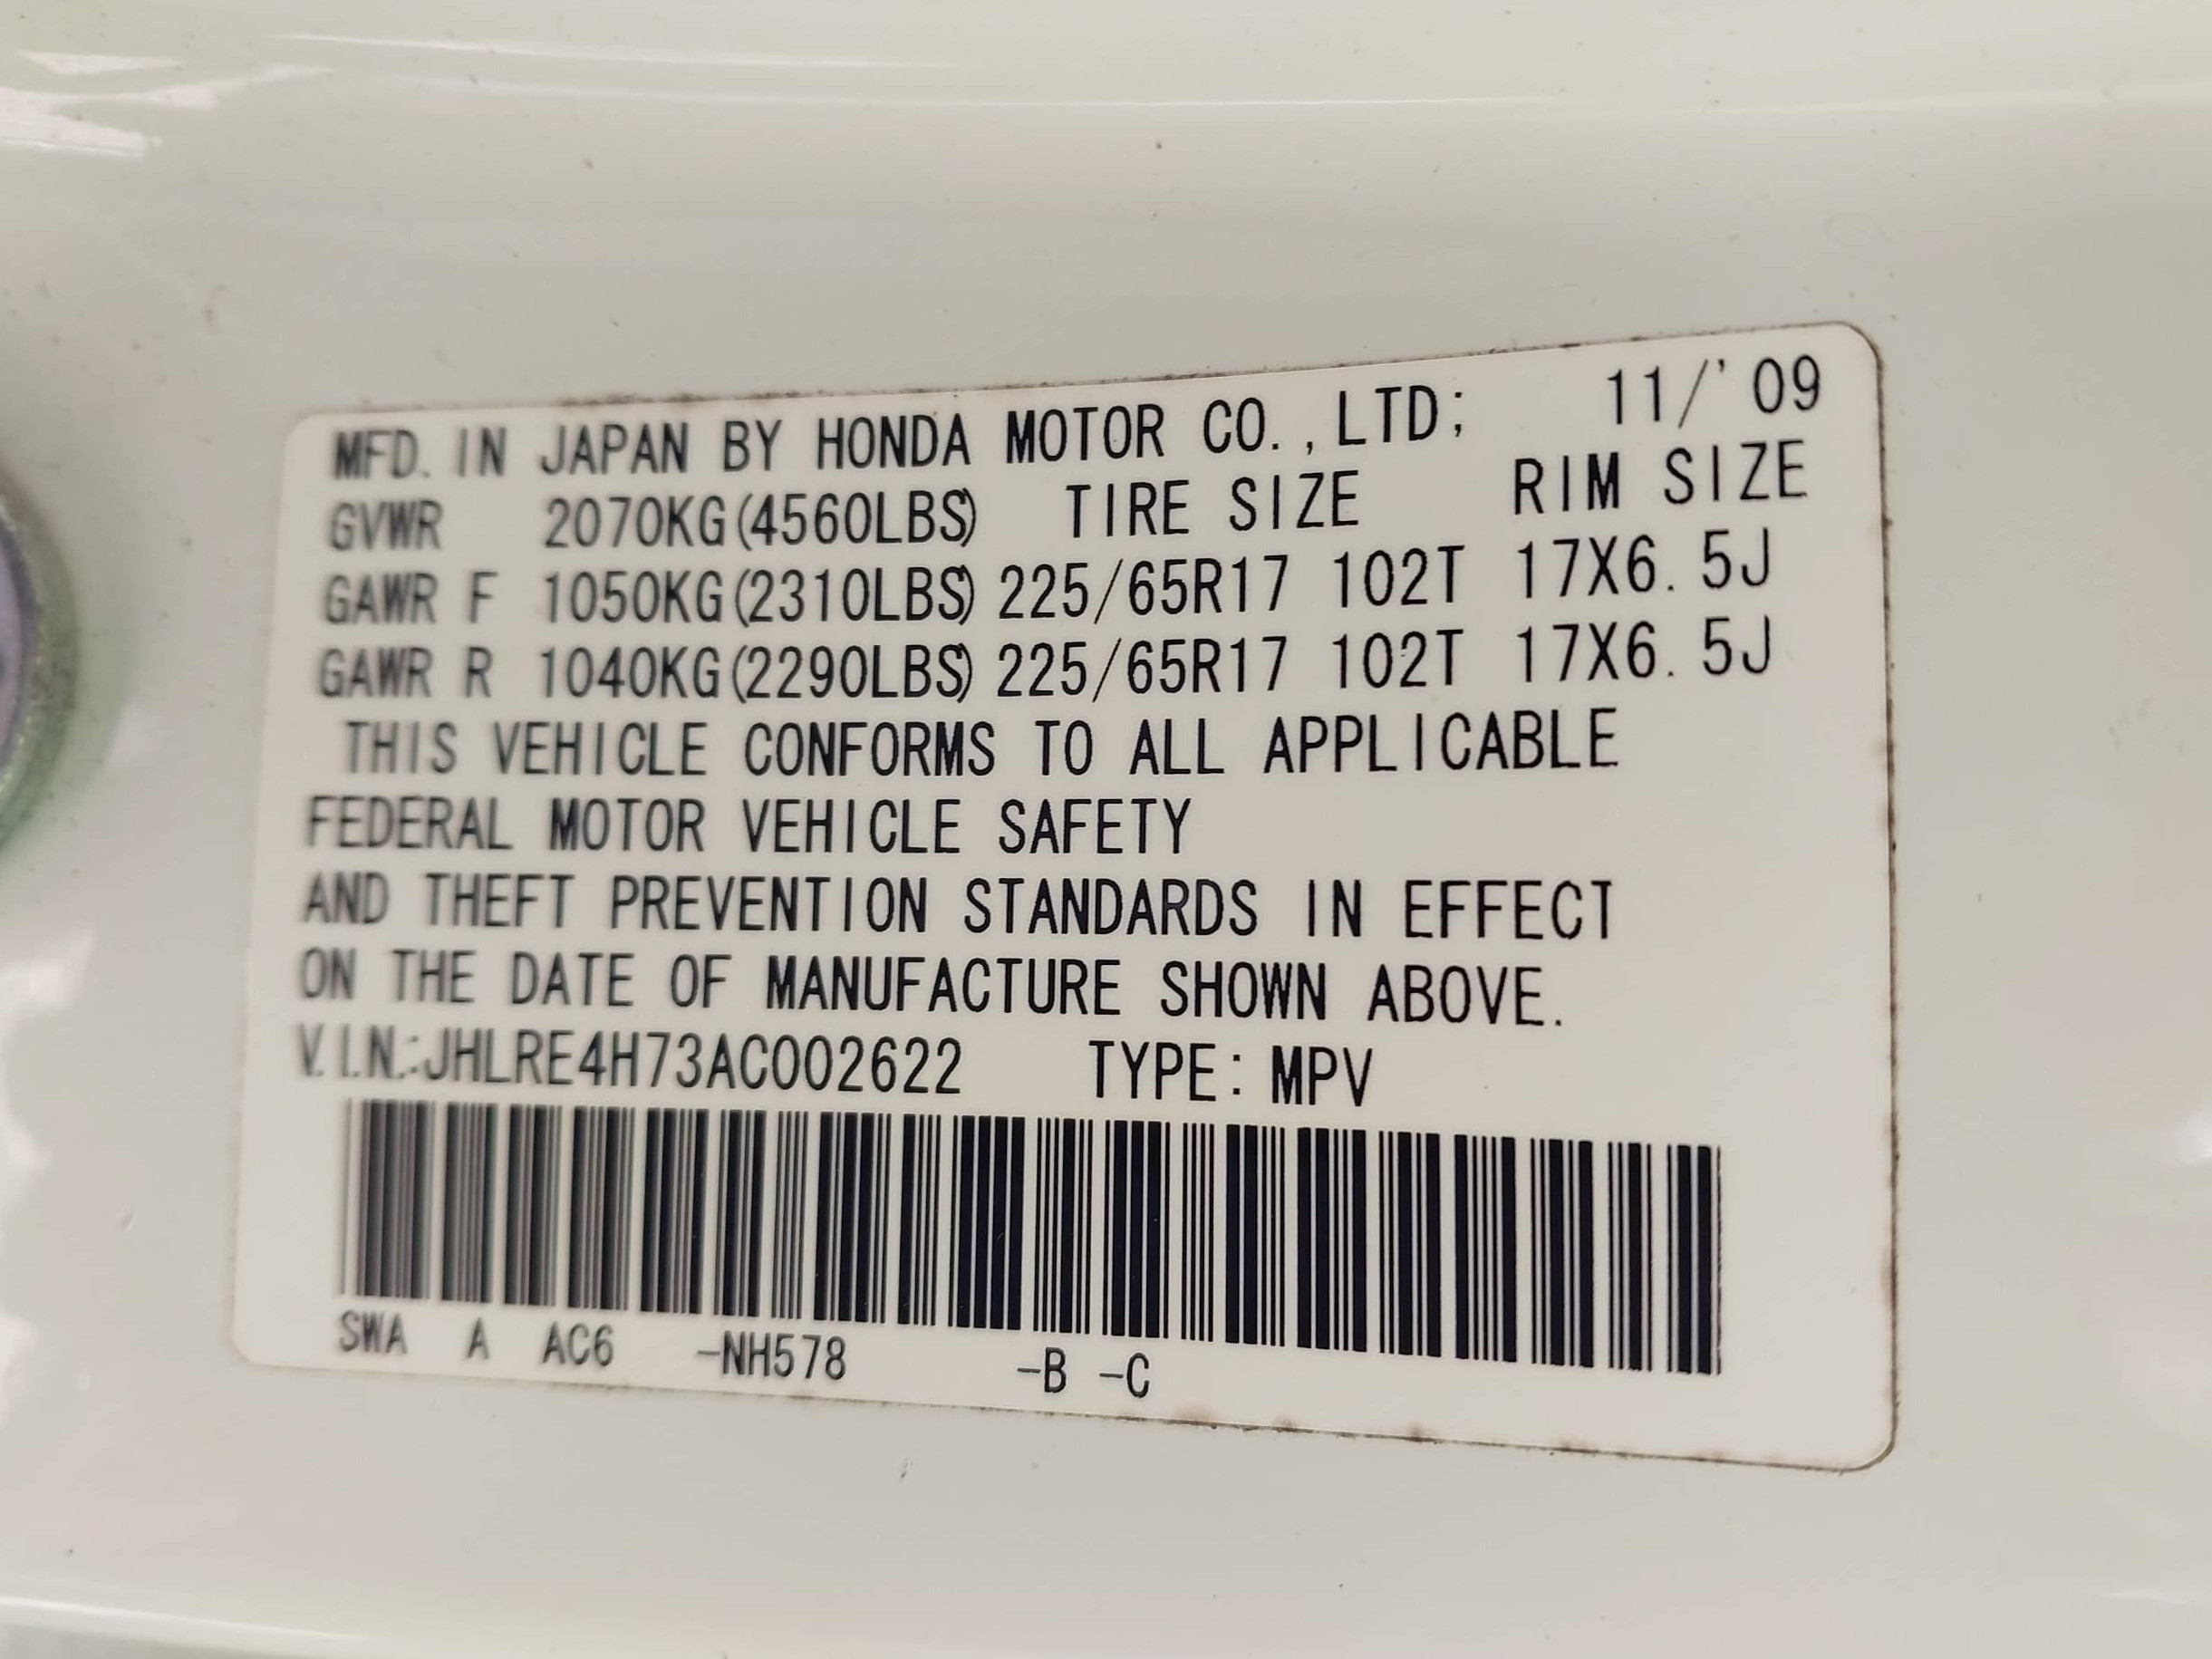 MFD. IN JAPAN BY HONDA MOTOR CO., LTD; 11/'09
GVWR 2070KG(4560LBS) TIRE SIZE RIM SIZE
GAWR F 1050KG(2310LBS) 225/65R17 102T 17X6.5J
GAWR R 1040KG(2290LBS) 225/65R17 102T 17X6.5J
THIS VEHICLE CONFORMS TO ALL APPLICABLE
FEDERAL MOTOR VEHICLE SAFETY
AND THEFT PREVENTION STANDARDS IN EFFECT
ON THE DATE OF MANUFACTURE SHOWN ABOVE.
V.I.N.:JHLRE4H73AC002622 TYPE: MPV
SWA A AC6 -NH578 -B -C